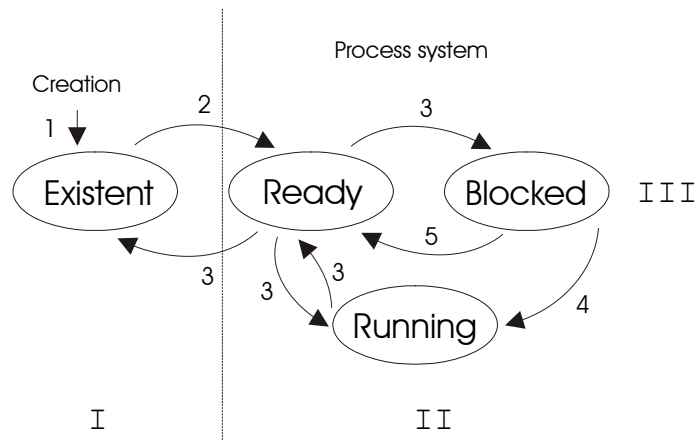 Process system
Creation
1
2
3
Existent
Ready
Blocked
III
3
3
3
5
4
Running
I
II